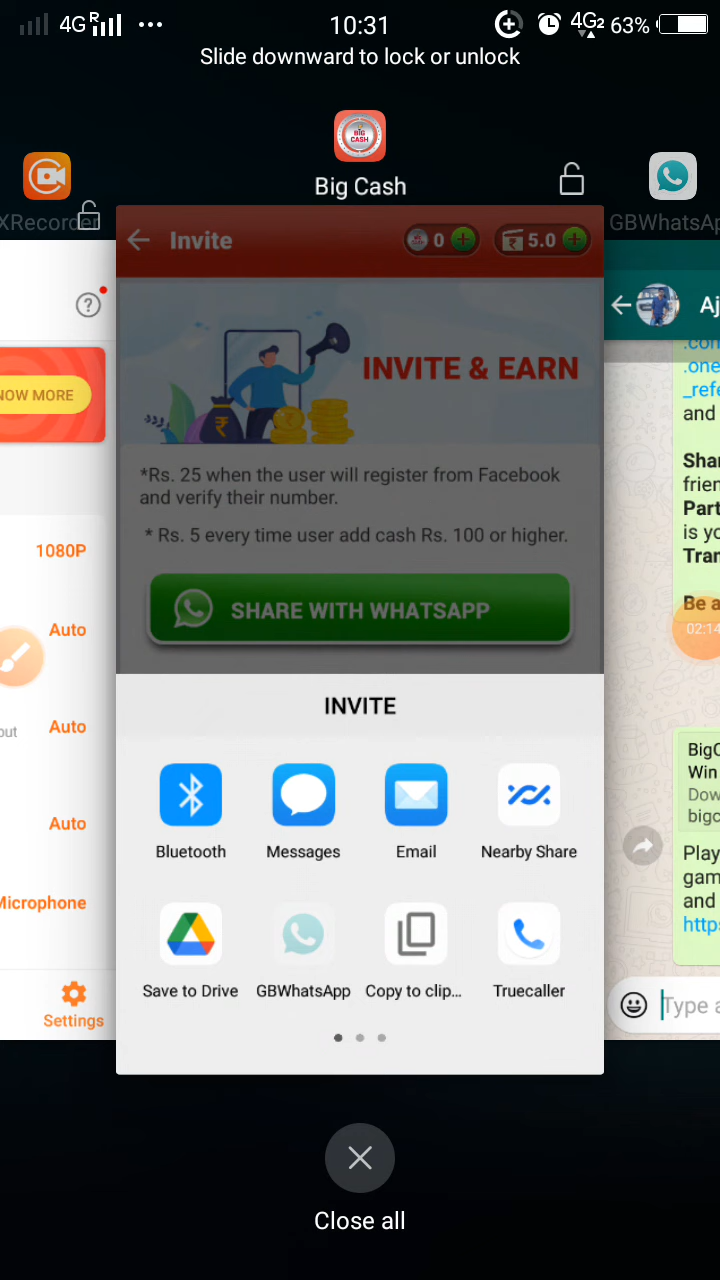 4G R
10:31
4G2 63%
Slide downward to lock or unlock
BIG CASH
Big Cash
XRecorder
GBWhatsAp
Invite
0
5.0
NOW MORE
INVITE & EARN
*Rs. 25 when the user will register from Facebook
and verify their number.
* Rs. 5 every time user add cash Rs. 100 or higher.
SHARE WITH WHATSAPP
1080P
Auto
Auto
out
Auto
Microphone
Settings
INVITE
Bluetooth
Messages
Email
Nearby Share
Save to Drive
GBWhatsApp
Copy to clip...
Truecaller
Aj
.com
.one
_refe
and
Shar
frien
Part
is yo
Tran
Be a
02:14
BigC
Win
Dow
bigc
Play
gam
and
https
Type a
Close all